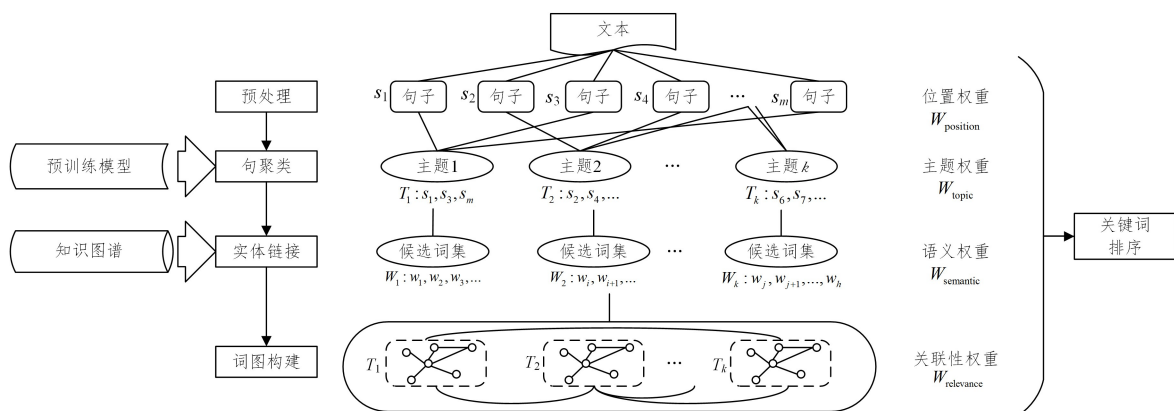 文本
预处理
s1 句子 s2 句子 s3 句子 s4 句子 ... sm 句子
位置权重
Wposition
预训练模型 句聚类
主题1 主题2 ... 主题k
主题权重
Wtopic
T1:s1,s3,sm T2:s2,s4,... Tk:s6,s7,...
知识图谱 实体链接
候选词集 候选词集 ... 候选词集
语义权重
Wsemantic
W1:w1,w2,w3,... W2:wi,wi+1,... Wk:wj,wj+1,...,wh
关键词
排序
词图构建
T1 T2 ... Tk
关联性权重
Wrelevance